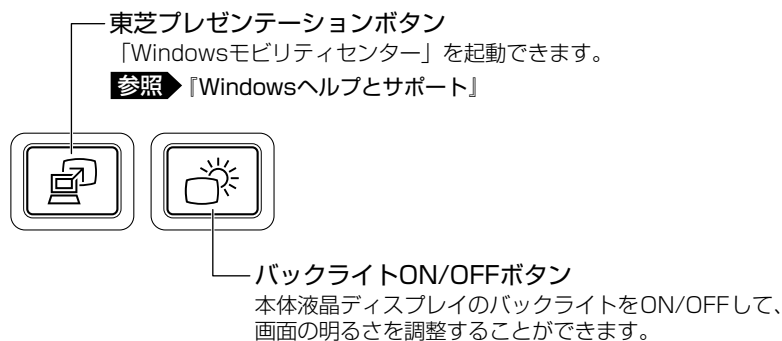 東芝プレゼンテーションボタン
「Windowsモビリティセンター」を起動できます。
参照 『Windowsヘルプとサポート』
バックライトON/OFFボタン
本体液晶ディスプレイのバックライトをON/OFFして、
画面の明るさを調整することができます。